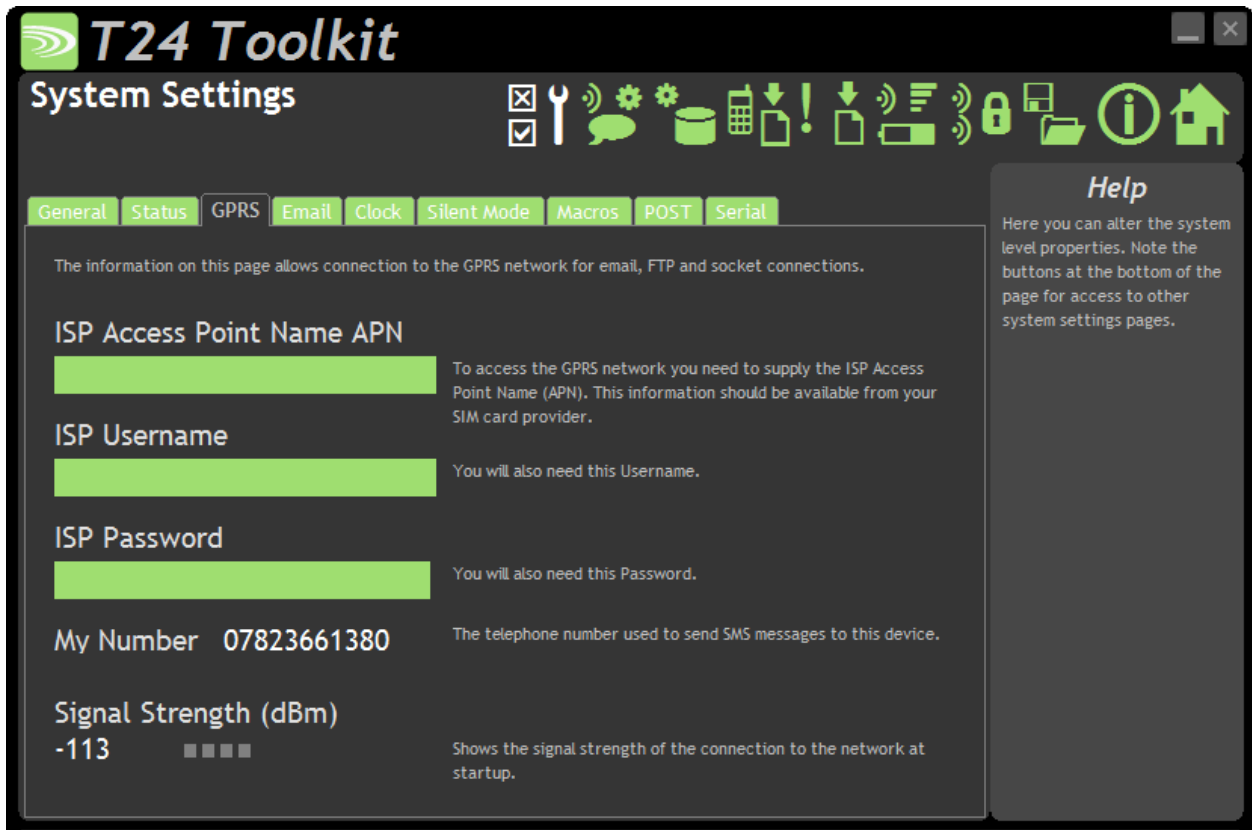 T24 Toolkit
System Settings
General Status GPRS Email Clock Silent Mode Macros POST Serial
The information on this page allows connection to the GPRS network for email, FTP and socket connections.
ISP Access Point Name APN
To access the GPRS network you need to supply the ISP Access
Point Name (APN). This information should be available from your
SIM card provider.
ISP Username
You will also need this Username.
ISP Password
You will also need this Password.
My Number 07823661380
The telephone number used to send SMS messages to this device.
Signal Strength (dBm)
-113
Shows the signal strength of the connection to the network at
startup.
Help
Here you can alter the system
level properties. Note the
buttons at the bottom of the
page for access to other
system settings pages.